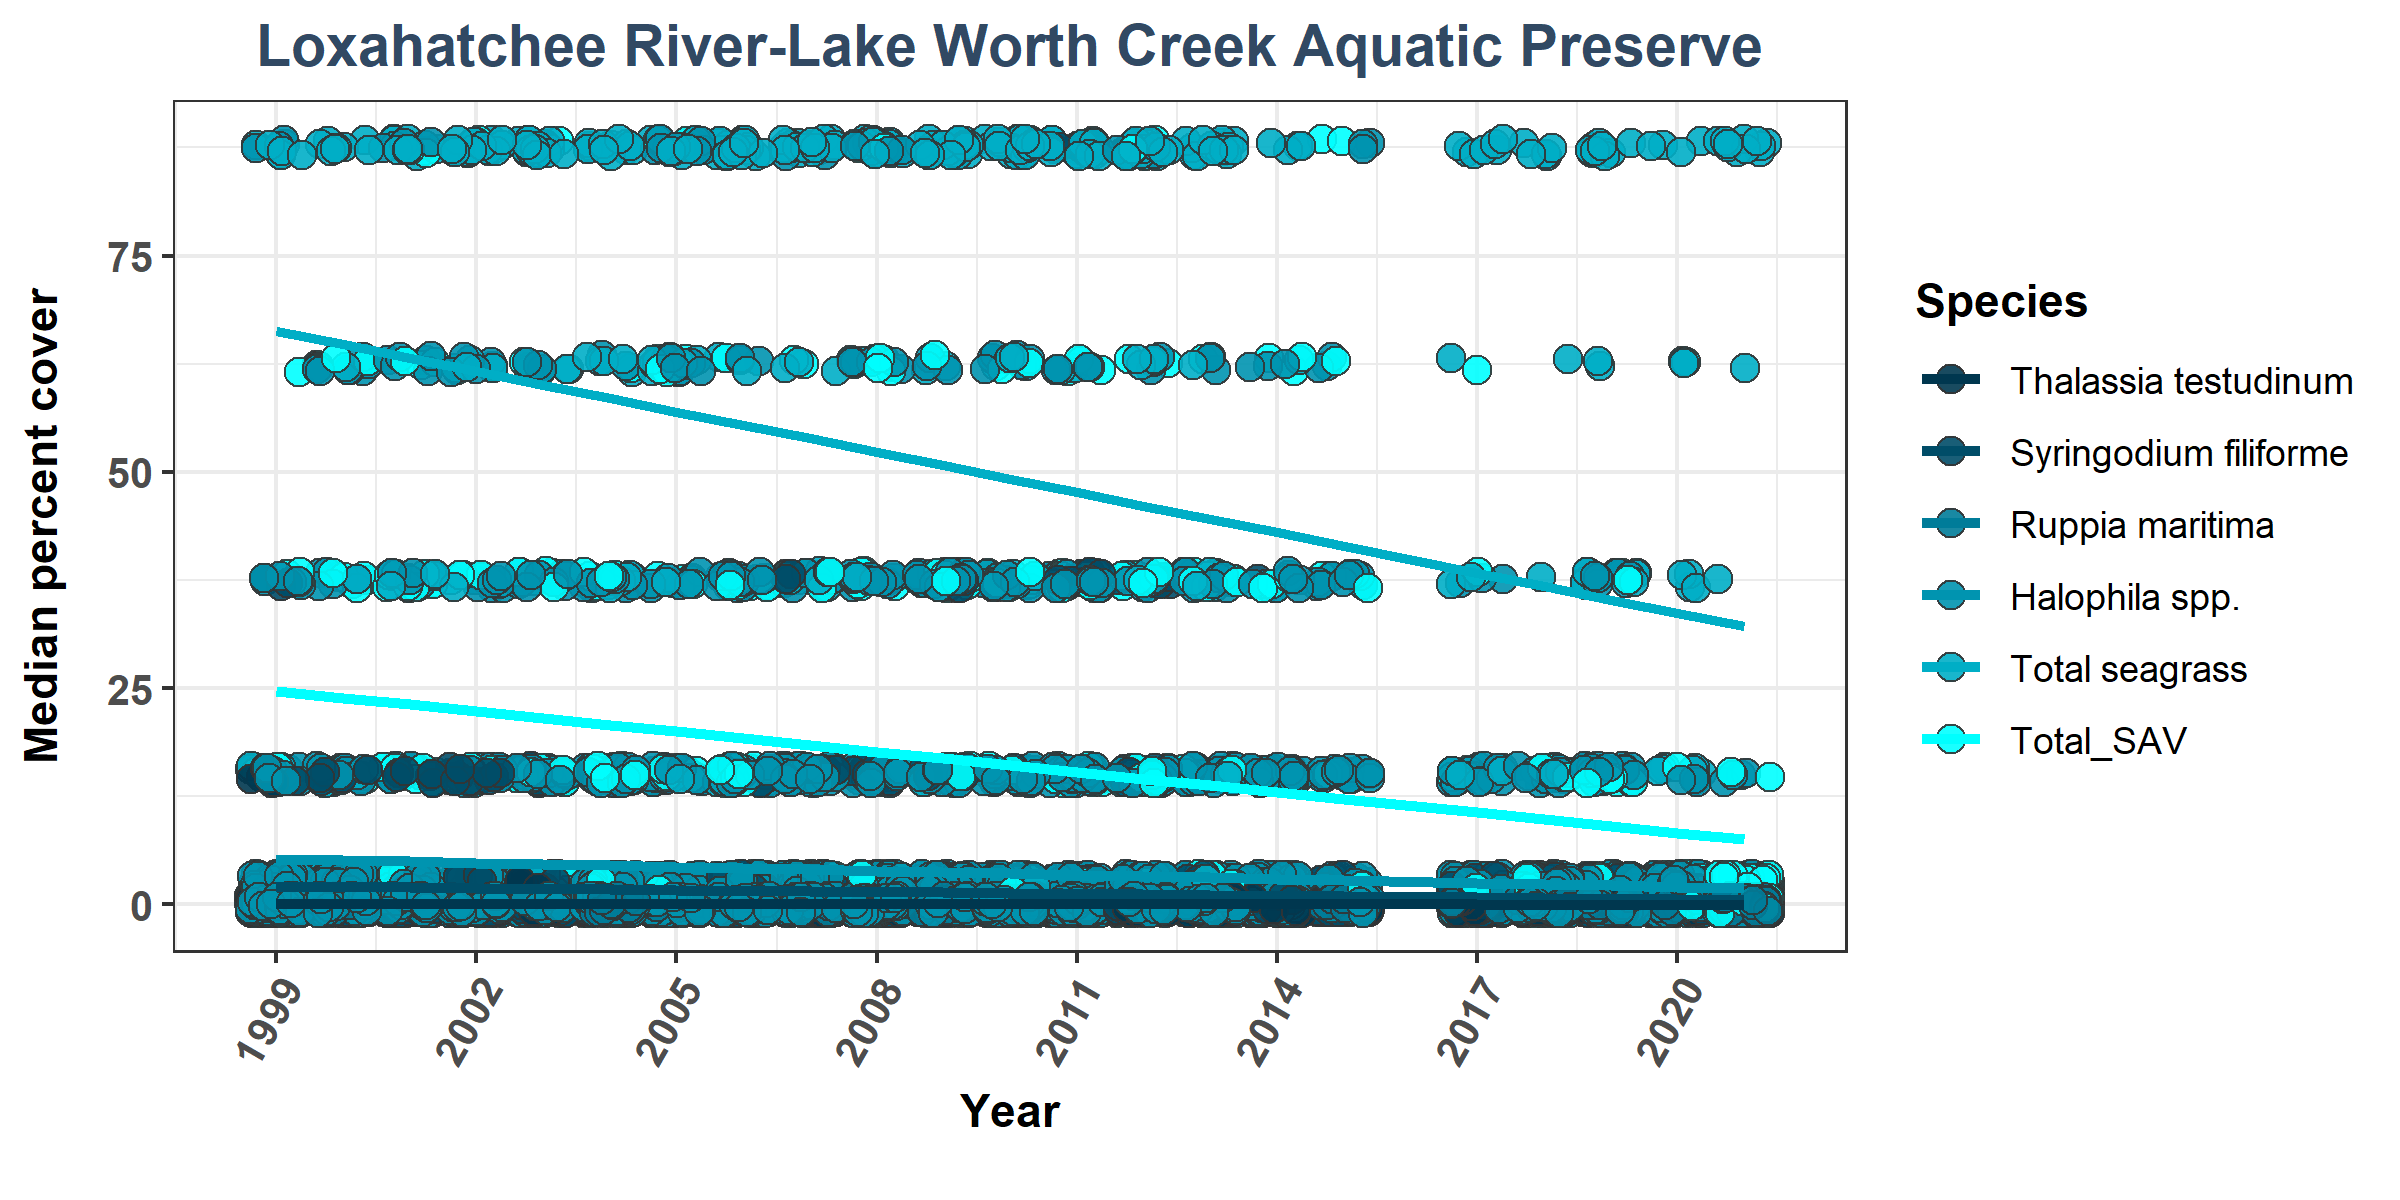 Loxahatchee River-Lake Worth Creek Aquatic Preserve
Median percent cover
75
50
25
0
1999
2002
2005
2008
2011
2014
2017
2020
Year
Species
Thalassia testudinum
Syringodium filiforme
Ruppia maritima
Halophila spp.
Total seagrass
Total_SAV